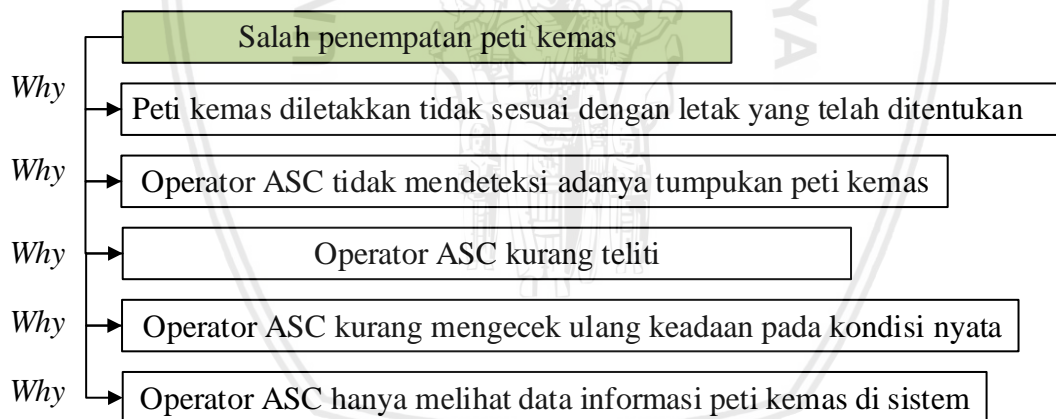 Salah penempatan peti kemas
Why
Peti kemas diletakkan tidak sesuai dengan letak yang telah ditentukan
Why
Operator ASC tidak mendeteksi adanya tumpukan peti kemas
Why
Operator ASC kurang teliti
Why
Operator ASC kurang mengecek ulang keadaan pada kondisi nyata
Why
Operator ASC hanya melihat data informasi peti kemas di sistem
YA